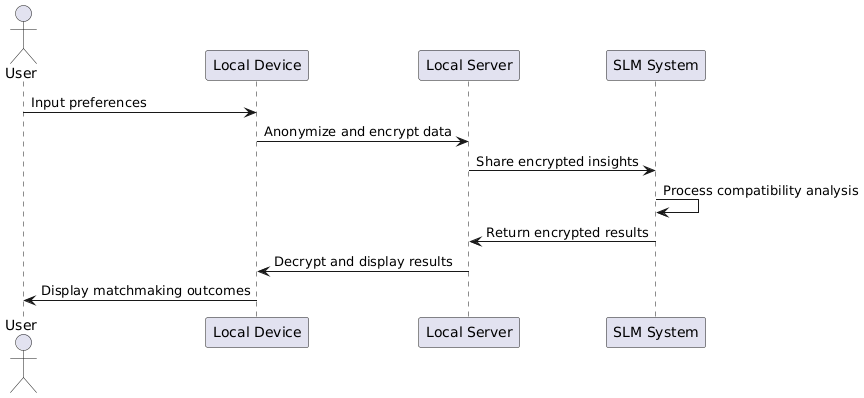 User
Local Device
Local Server
SLM System
Input preferences
Anonymize and encrypt data
Share encrypted insights
Process compatibility analysis
Return encrypted results
Decrypt and display results
Display matchmaking outcomes
User
Local Device
Local Server
SLM System